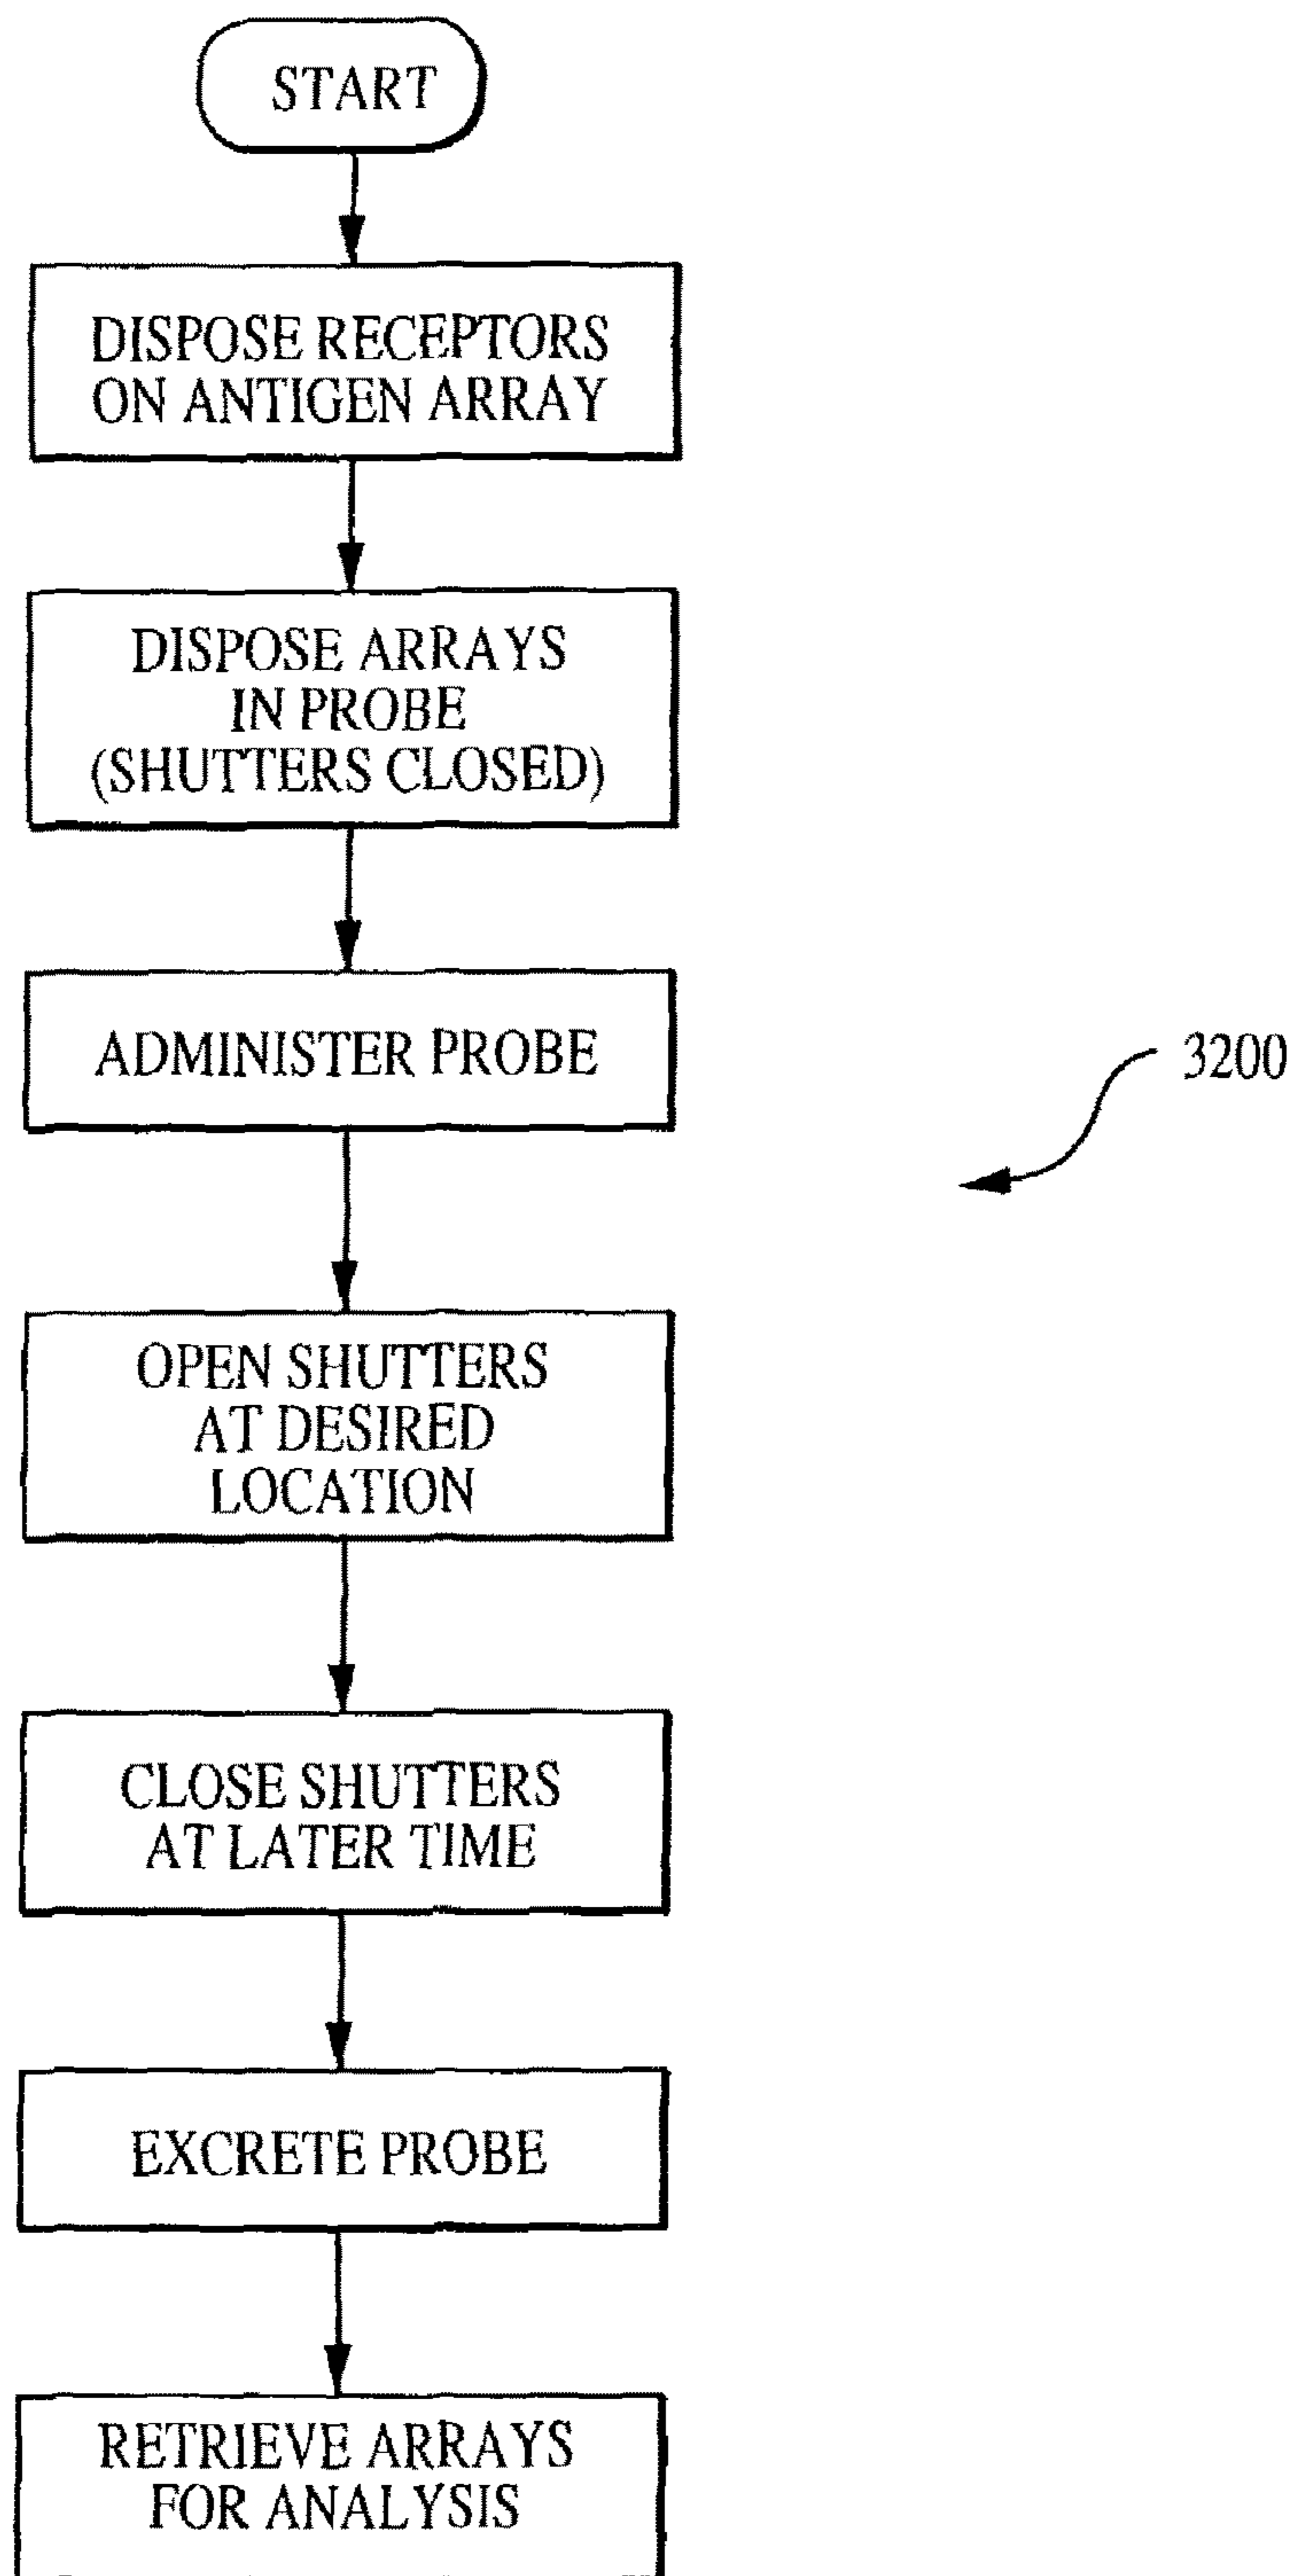 START
DISPOSE RECEPTORS
ON ANTIGEN ARRAY
DISPOSE ARRAYS
IN PROBE
(SHUTTERS CLOSED)
ADMINISTER PROBE
3200
OPEN SHUTTERS
AT DESIRED
LOCATION
CLOSE SHUTTERS
AT LATER TIME
EXCRETE PROBE
RETRIEVE ARRAYS
FOR ANALYSIS